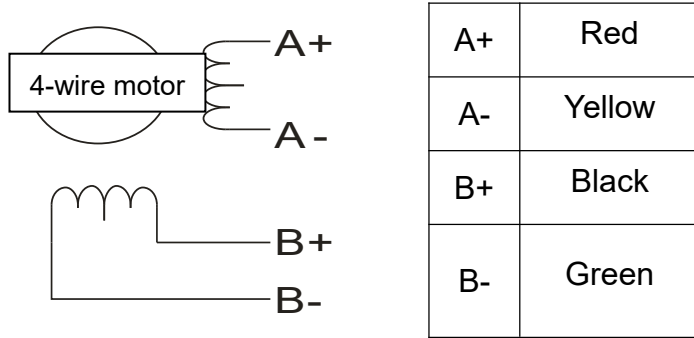 A+
4-wire motor
A-
B+
B-
A+ Red
A- Yellow
B+ Black
B- Green